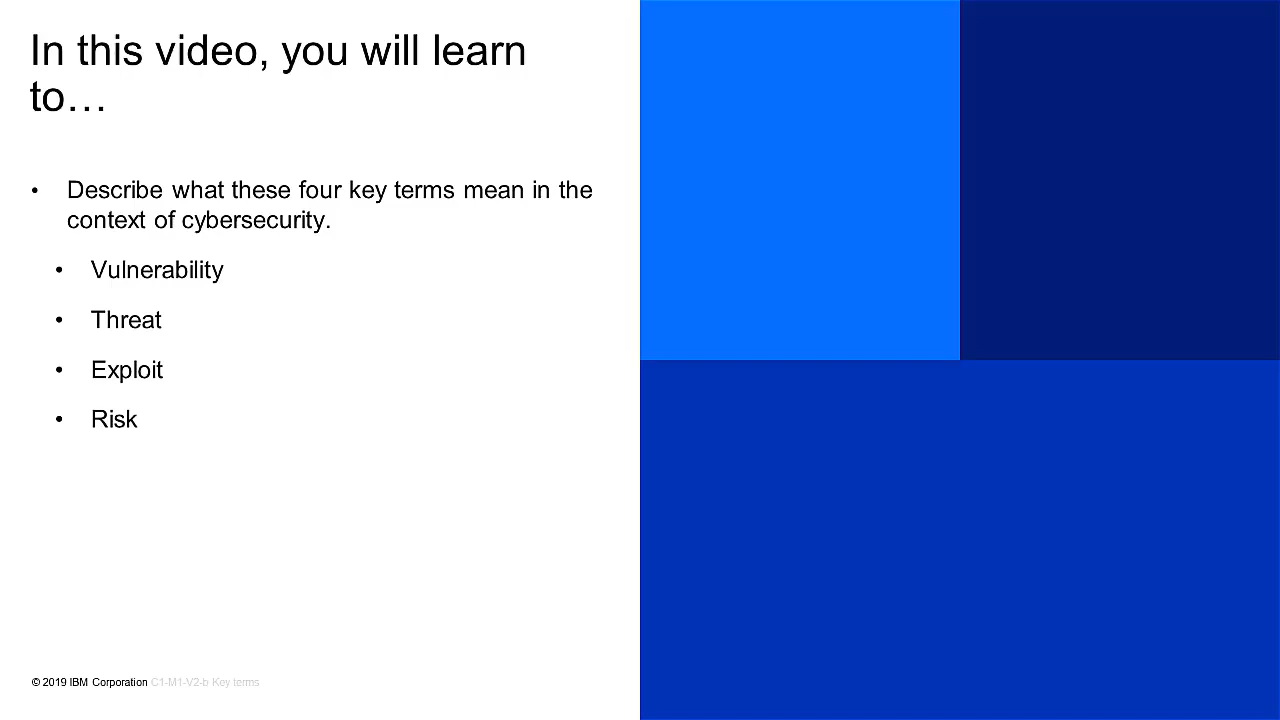 In this video, you will learn
to…
• Describe what these four key terms mean in the
context of cybersecurity.
• Vulnerability
• Threat
• Exploit
• Risk
© 2019 IBM Corporation C1-M1-V2-b Key terms